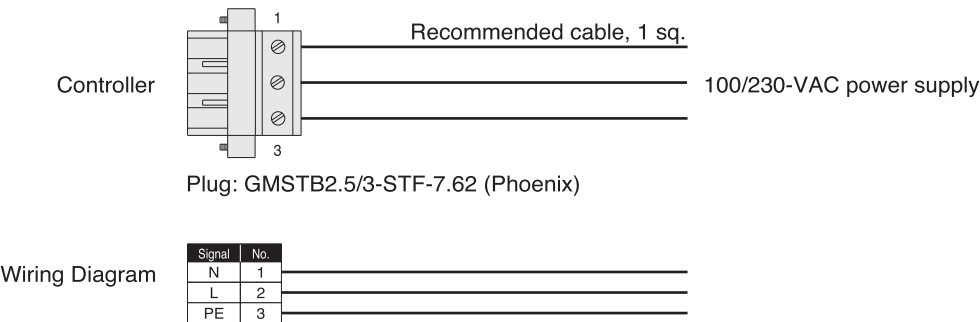 1
Recommended cable, 1 sq.
Controller
100/230-VAC power supply
3
Plug: GMSTB2.5/3-STF-7.62 (Phoenix)
Wiring Diagram
Signal No.
N 1
L 2
PE 3